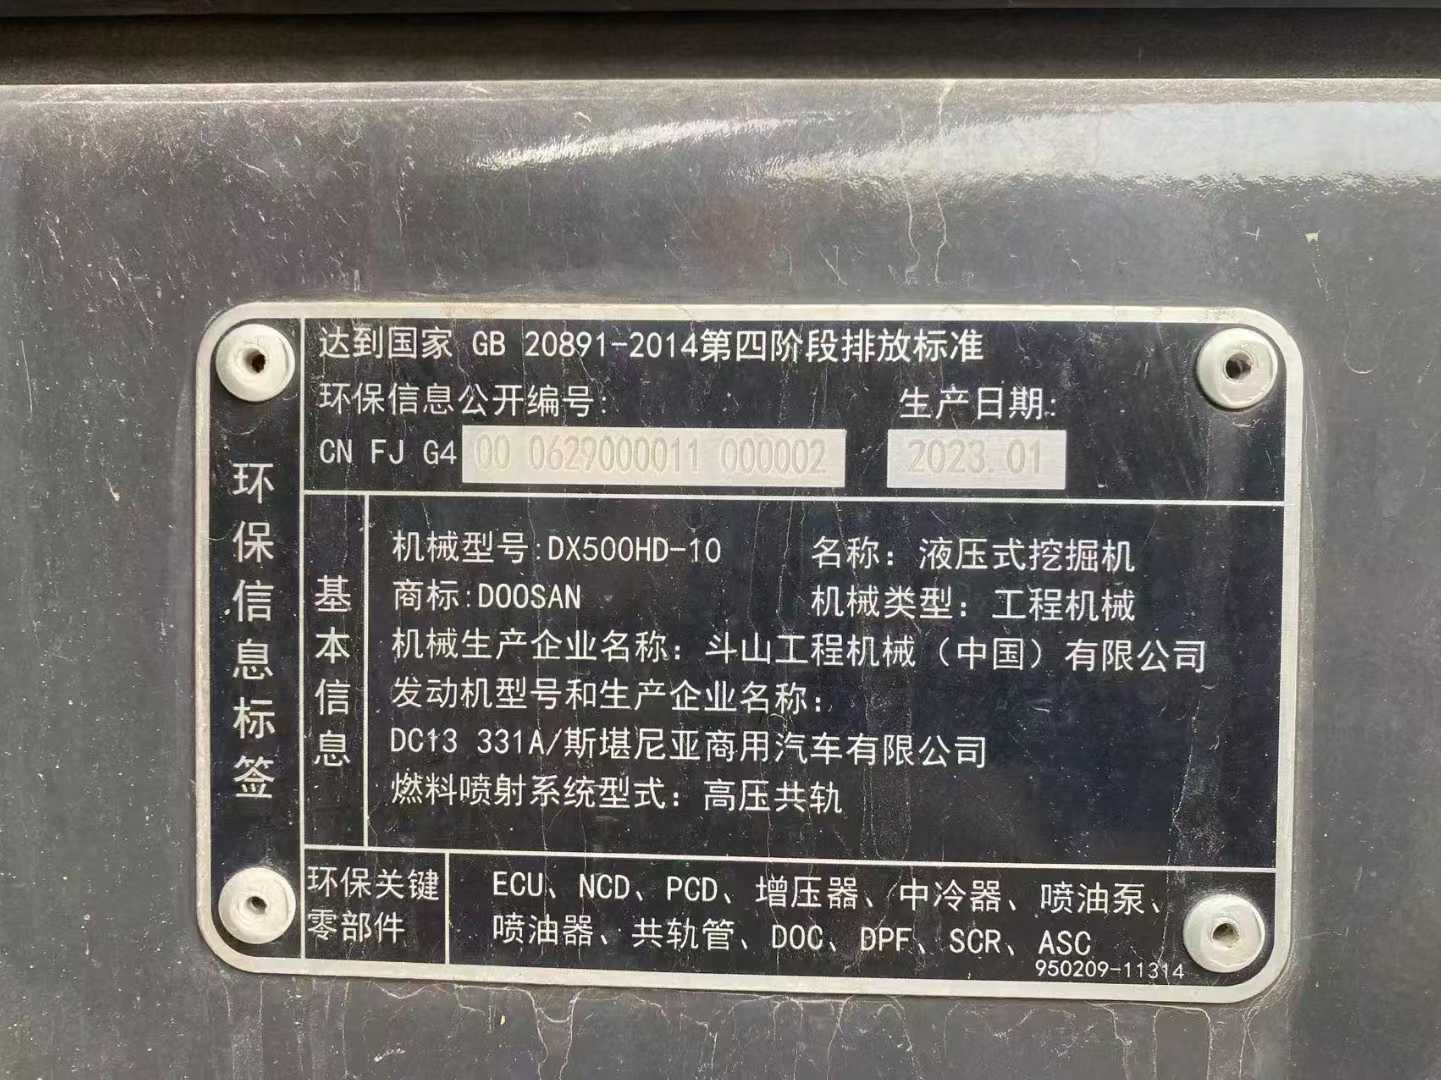 达到国家 GB 20891-2014第四阶段排放标准
环保信息公开编号: 生产日期:
CN FJ G4 00 0629000011 000002 2023.01
环保信息标签
基本信息
机械型号:DX500HD-10 名称：液压式挖掘机
商标:DOOSAN 机械类型：工程机械
机械生产企业名称：斗山工程机械（中国）有限公司
发动机型号和生产企业名称:
DC13 331A/斯堪尼亚商用汽车有限公司
燃料喷射系统型式：高压共轨
环保关键零部件
ECU、NCD、PCD、增压器、中冷器、喷油泵、
喷油器、共轨管、DOC、DPF、SCR、ASC
950209-11314